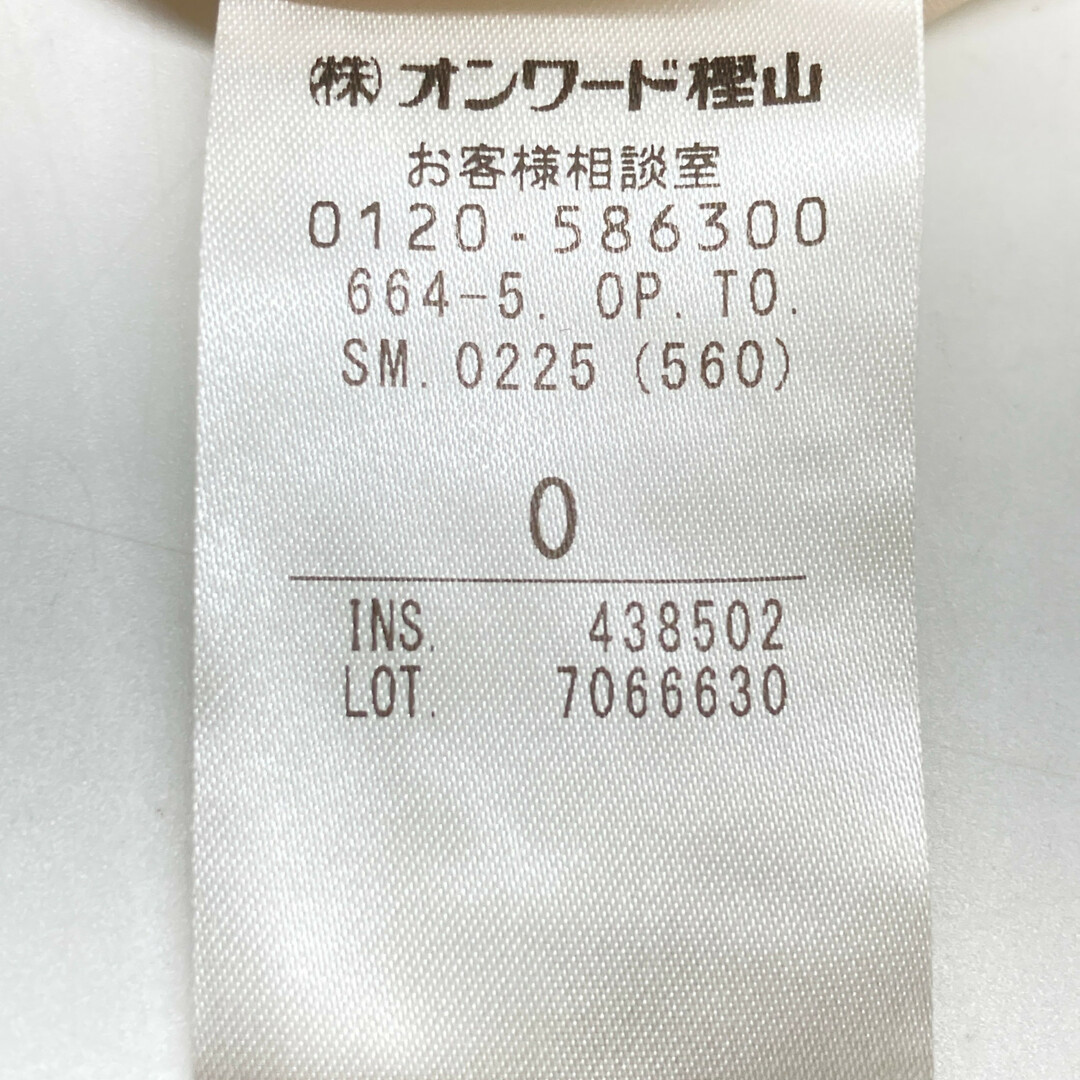 ㈱オンワード樫山
お客様相談室
0120-586300
664-5. OP. TO.
SM. 0225 (560)
0
INS. 438502
LOT. 7066630